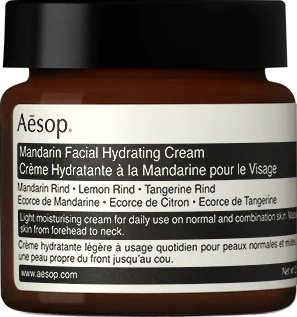 Aēsop.
Mandarin Facial Hydrating Cream
Crème Hydratante à la Mandarine pour le Visage
Mandarin Rind · Lemon Rind · Tangerine Rind
Ecorce de Mandarine · Ecorce de Citron · Ecorce de Tangerine
Light moisturising cream for daily use on normal and combination skin.
skin from forehead to neck.
Crème hydratante légère à usage quotidien pour peaux normales et
une peau propre du front jusqu'au cou.
www.aesop.com